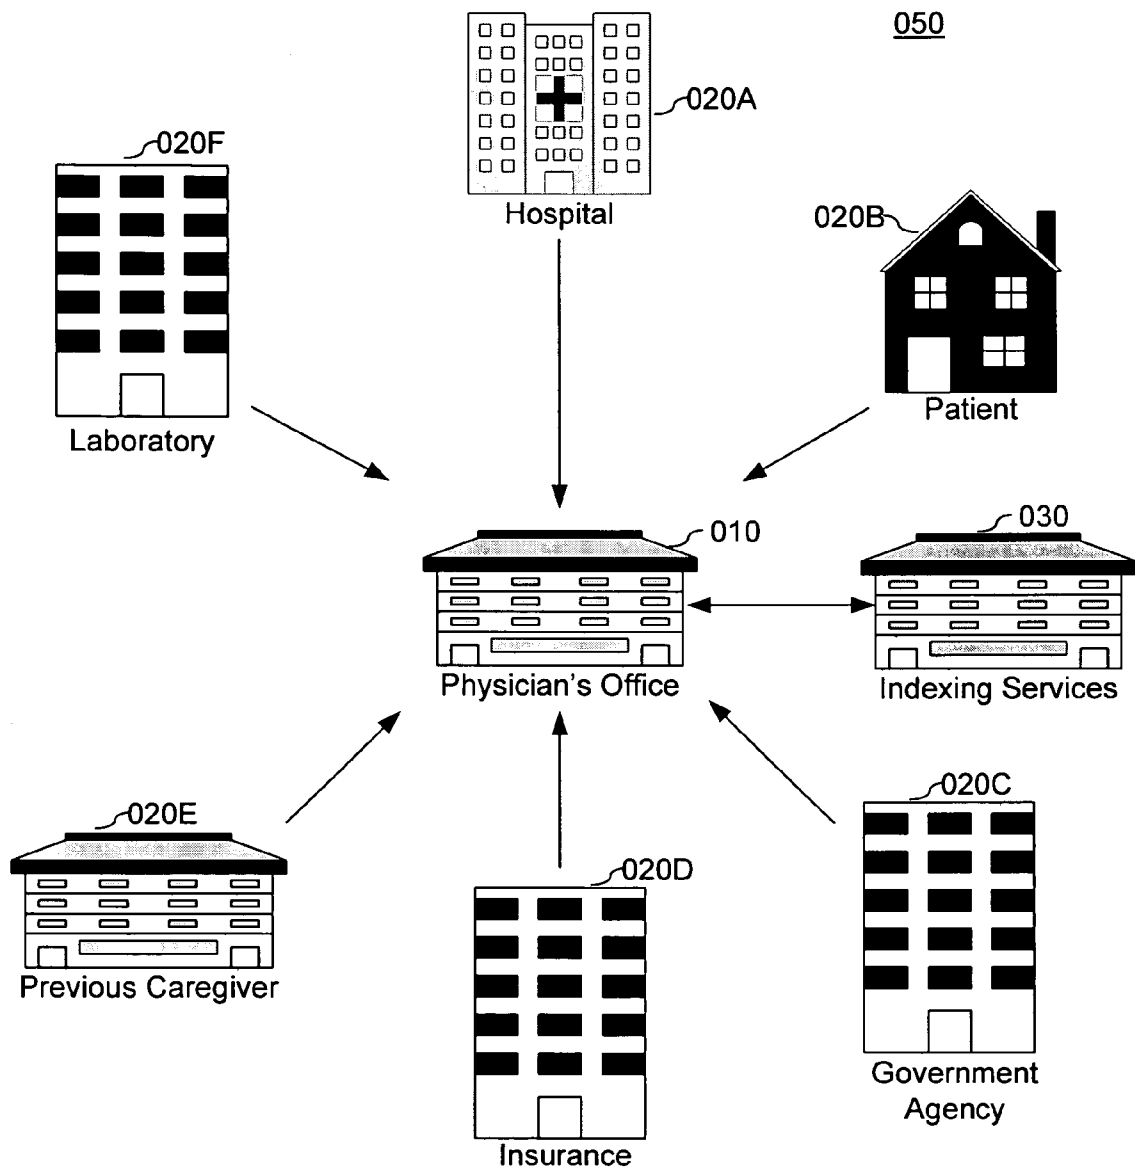 050
020A
Hospital
020F
Laboratory
020B
Patient
010
Physician's Office
030
Indexing Services
020E
Previous Caregiver
020D
Insurance
020C
Government
Agency